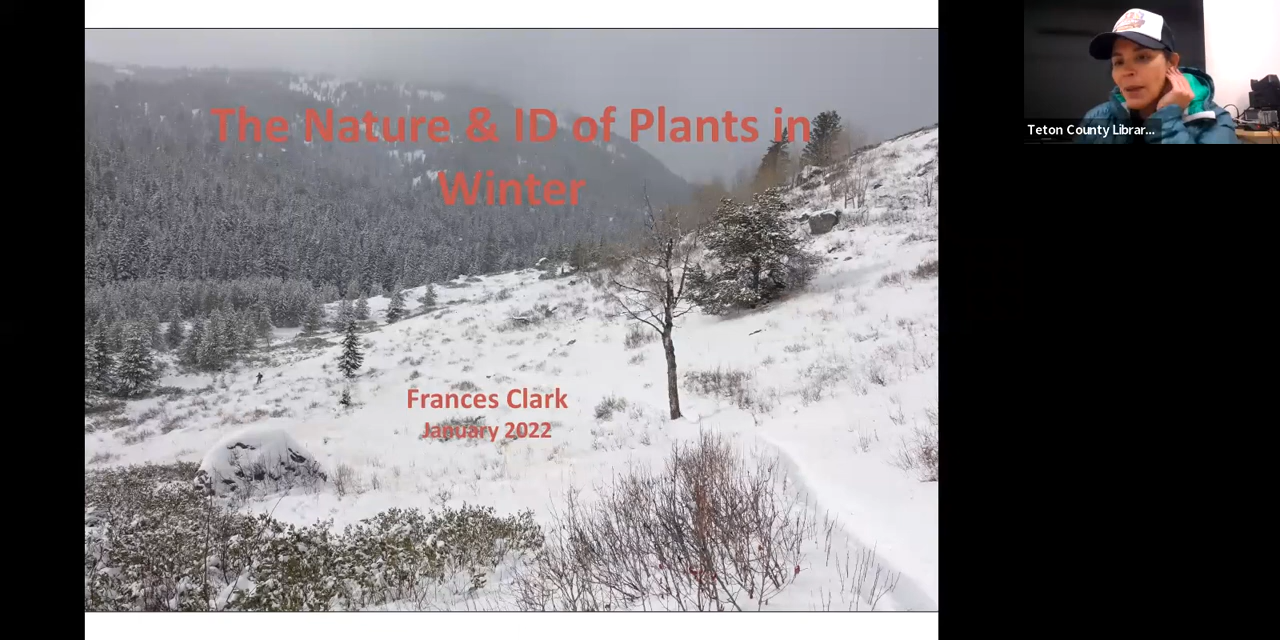 The Nature & ID of Plants in
Winter
Frances Clark
January 2022
Teton County Librar...